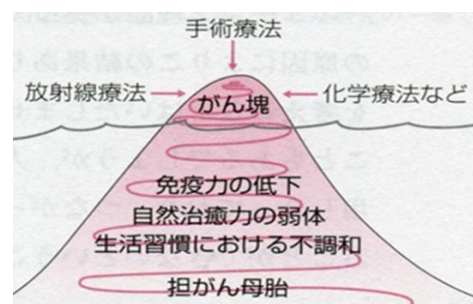 手術療法
放射線療法
がん塊
化学療法など
免疫力の低下
自然治癒力の弱体
生活習慣における不調和
担がん母胎